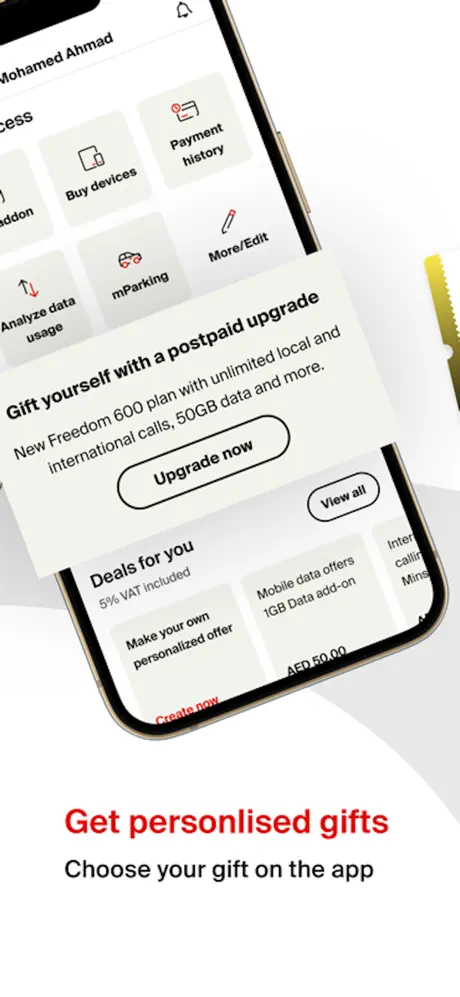 Mohamed Ahmad
Payment
history
Buy devices
addon
More/Edit
mParking
Analyze data
usage
Gift yourself with a postpaid upgrade
New Freedom 600 plan with unlimited local and
international calls, 50GB data and more.
Upgrade now
View all
Deals for you
5% VAT included
Make your own
personalized offer
Create now
Mobile data offers
1GB Data add-on
AED 50.00
Mins
Get personlised gifts
Choose your gift on the app